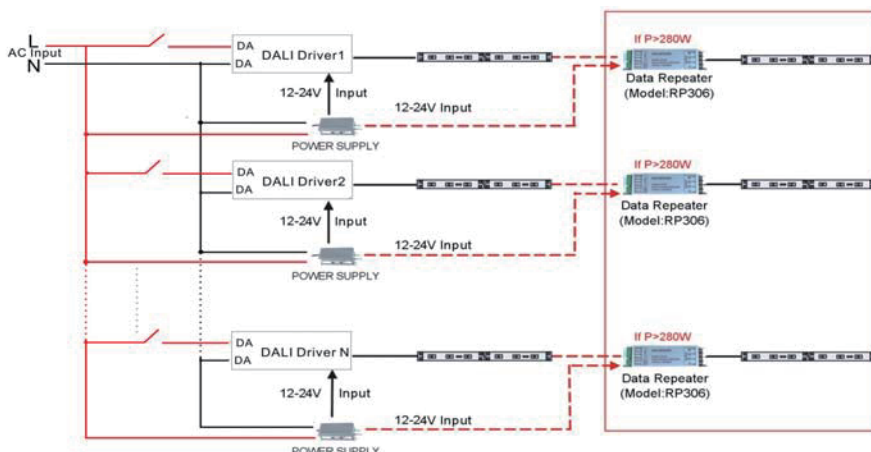 L
AC Input
N
DA
DA
DALI Driver1
If P>280W
Data Repeater
(Model:RP306)
12-24V Input
12-24V Input
POWER SUPPLY
DA
DA
DALI Driver2
If P>280W
Data Repeater
(Model:RP306)
12-24V Input
12-24V Input
POWER SUPPLY
DA
DA
DALI Driver N
If P>280W
Data Repeater
(Model:RP306)
12-24V Input
12-24V Input
POWER SUPPLY